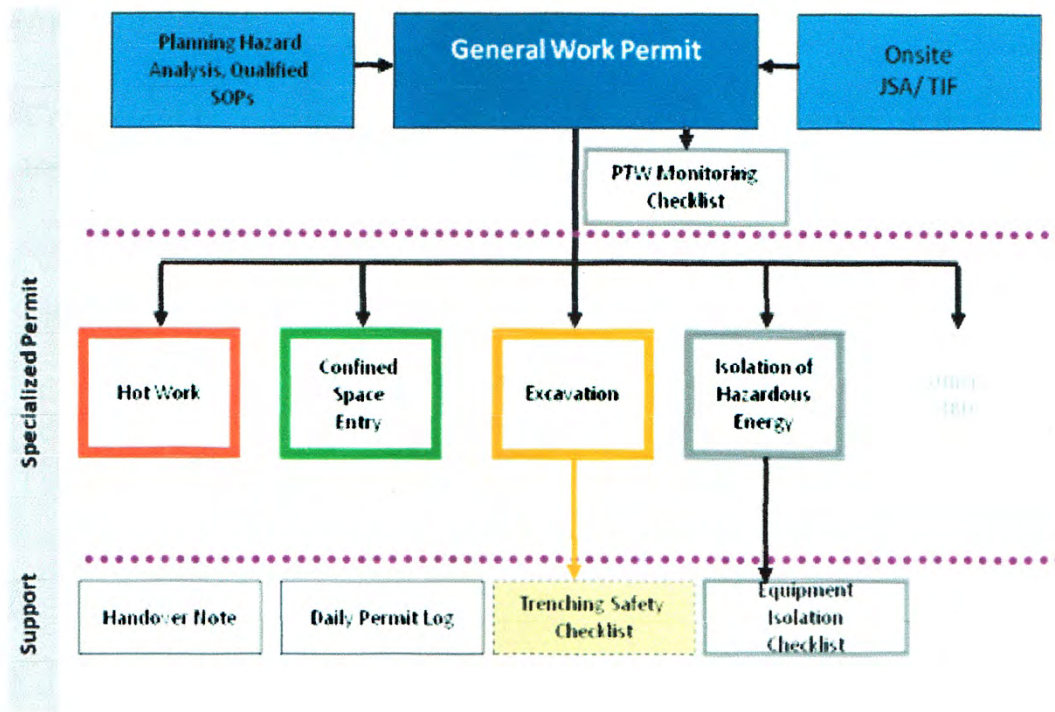 Planning Hazard
Analysis, Qualified
SOPs
General Work Permit
Onsite
JSA/ TIF
PTW Monitoring
Checklist
Specialized Permit
Hot Work
Confined
Space
Entry
Excavation
Isolation of
Hazardous
Energy
Support
Handover Note
Daily Permit Log
Trenching Safety
Checklist
Equipment
Isolation
Checklist